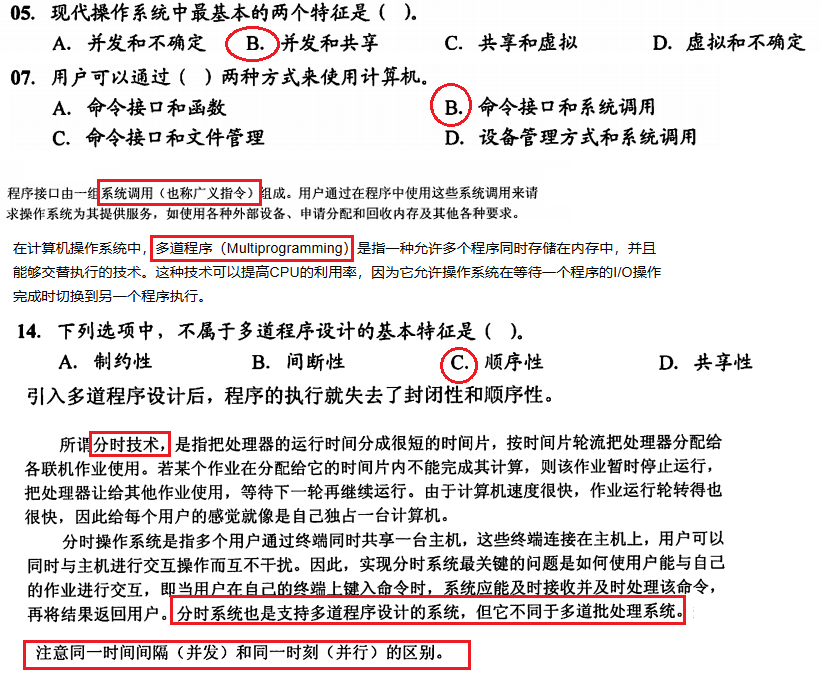 05. 现代操作系统中最基本的两个特征是（ ）。
A. 并发和不确定 B. 并发和共享 C. 共享和虚拟 D. 虚拟和不确定
07. 用户可以通过（ ）两种方式来使用计算机。
A. 命令接口和函数 B. 命令接口和系统调用
C. 命令接口和文件管理 D. 设备管理方式和系统调用
程序接口由一组系统调用（也称广义指令）组成。用户通过在程序中使用这些系统调用来请
求操作系统为其提供服务，如使用各种外部设备、申请分配和回收内存及其他各种要求。
在计算机操作系统中，多道程序（Multiprogramming）是指一种允许多个程序同时存储在内存中，并且
能够交替执行的技术。这种技术可以提高CPU的利用率，因为它允许操作系统在等待一个程序的I/O操作
完成时切换到另一个程序执行。
14. 下列选项中，不属于多道程序设计的基本特征是（ ）。
A. 制约性 B. 间断性 C. 顺序性 D. 共享性
引入多道程序设计后，程序的执行就失去了封闭性和顺序性。
所谓分时技术，是指把处理器的运行时间分成很短的时间片，按时间片轮流把处理器分配给
各联机作业使用。若某个作业在分配给它的时间片内不能完成其计算，则该作业暂时停止运行，
把处理器让给其他作业使用，等待下一轮再继续运行。由于计算机速度很快，作业运行轮转得也
很快，因此给每个用户的感觉就像是自己独占一台计算机。
分时操作系统是指多个用户通过终端同时共享一台主机，这些终端连接在主机上，用户可以
同时与主机进行交互操作而互不干扰。因此，实现分时系统最关键的问题是如何使用户能与自己
的作业进行交互，即当用户在自己的终端上键入命令时，系统应能及时接收并及时处理该命令，
再将结果返回用户。分时系统也是支持多道程序设计的系统，但它不同于多道批处理系统。
注意同一时间间隔（并发）和同一时刻（并行）的区别。